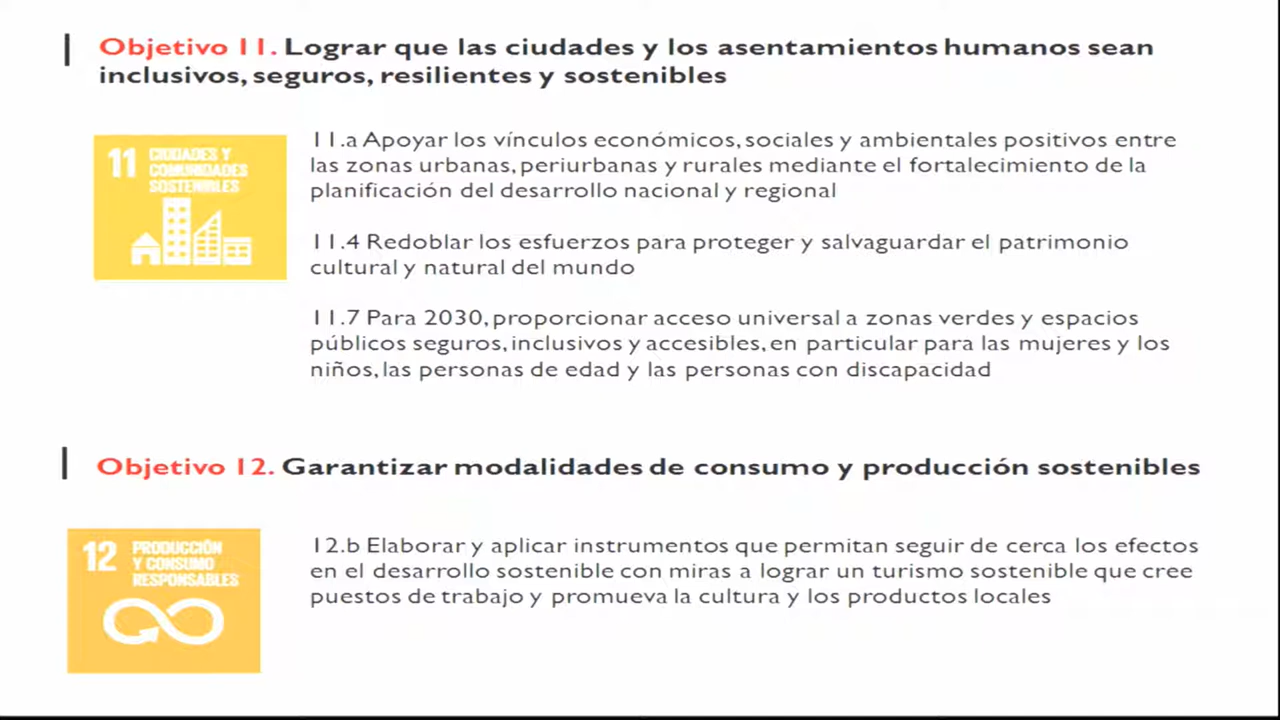 Objetivo 11. Lograr que las ciudades y los asentamientos humanos sean
inclusivos, seguros, resilientes y sostenibles
11 CIUDADES Y
COMUNIDADES
SOSTENIBLES
11.a Apoyar los vínculos económicos, sociales y ambientales positivos entre
las zonas urbanas, periurbanas y rurales mediante el fortalecimiento de la
planificación del desarrollo nacional y regional
11.4 Redoblar los esfuerzos para proteger y salvaguardar el patrimonio
cultural y natural del mundo
11.7 Para 2030, proporcionar acceso universal a zonas verdes y espacios
públicos seguros, inclusivos y accesibles, en particular para las mujeres y los
niños, las personas de edad y las personas con discapacidad
Objetivo 12. Garantizar modalidades de consumo y producción sostenibles
12 PRODUCCIÓN
Y CONSUMO
RESPONSABLES
12.b Elaborar y aplicar instrumentos que permitan seguir de cerca los efectos
en el desarrollo sostenible con miras a lograr un turismo sostenible que cree
puestos de trabajo y promueva la cultura y los productos locales